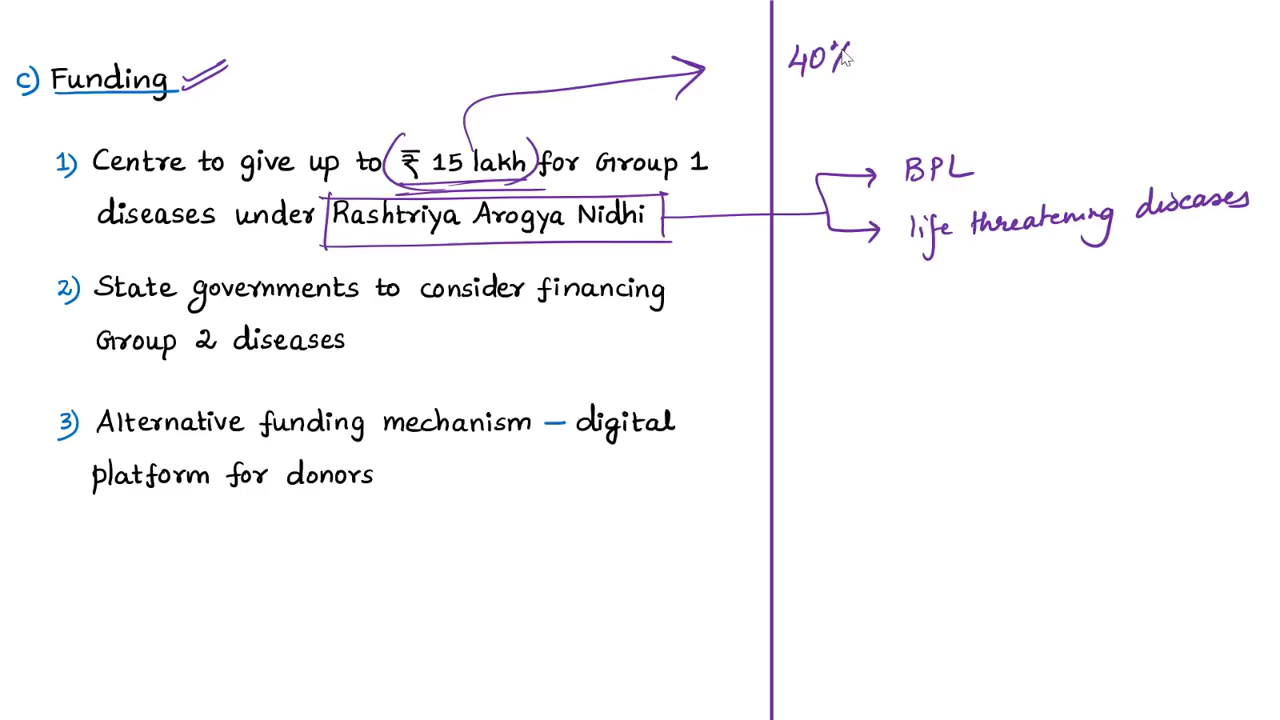 c) Funding
1) Centre to give up to ₹ 15 lakh for Group 1
diseases under Rashtriya Arogya Nidhi
2) State governments to consider financing
Group 2 diseases
3) Alternative funding mechanism – digital
platform for donors
40%
BPL
life threatening diseases